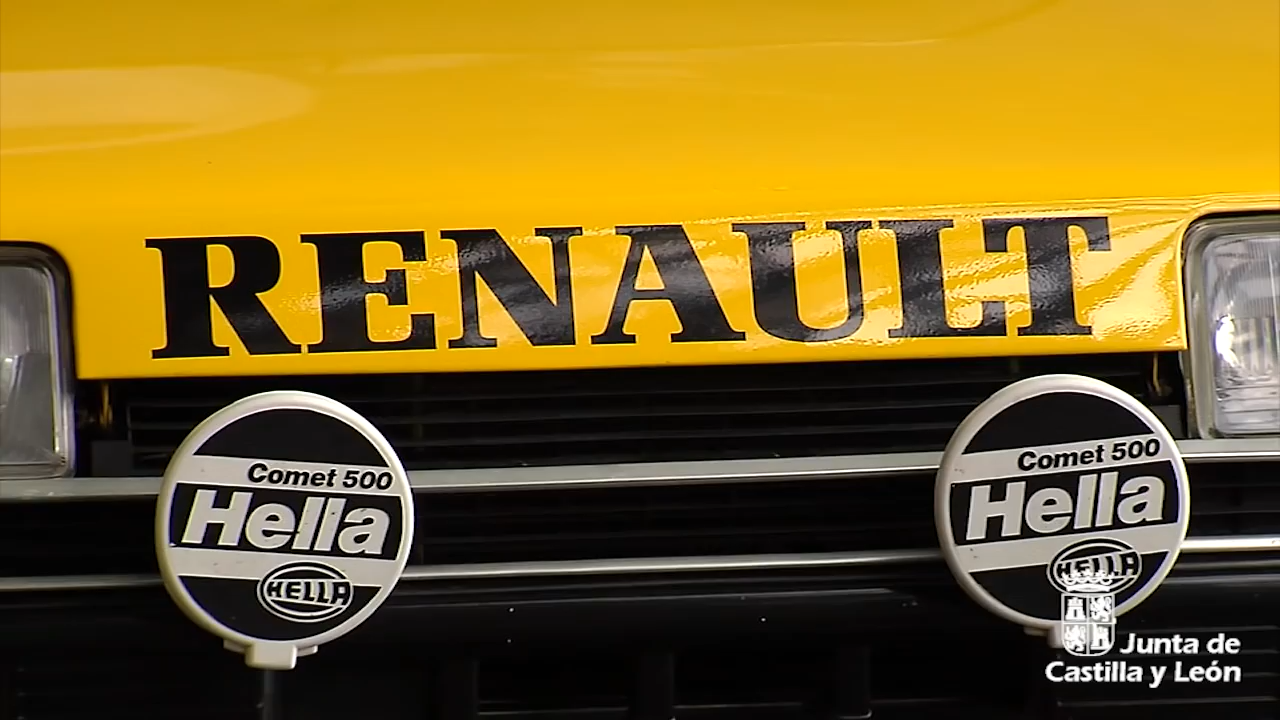 RENAULT
Comet 500
Hella
HELLA
Comet 500
Hella
HELLA
Junta de
Castilla y León